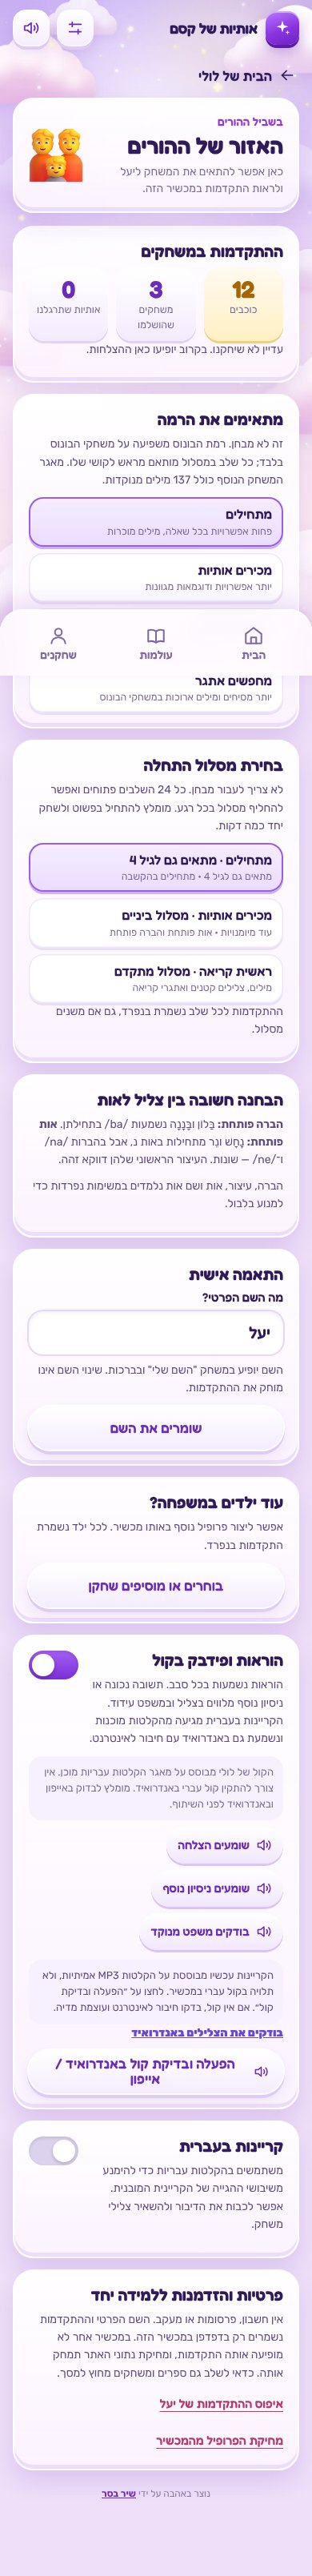 אותיות של קסם
הבית של לולי
בשביל ההורים
האזור של ההורים
כאן אפשר להתאים את המשחק ליעל
ולראות התקדמות במכשיר הזה.
ההתקדמות במשחקים
12
כוכבים
3
משחקים
שהושלמו
0
אותיות שתרגלנו
עדיין לא שיחקנו. בקרוב יופיעו כאן ההצלחות.
מתאימים את הרמה
זה לא מבחן. רמת הבונוס משפיעה על משחקי הבונוס
בלבד; כל שלב במסלול מותאם מראש לקושי שלו. מאגר
המשחק הנוסף כולל 137 מילים מנוקדות.
מתחילים
פחות אפשרויות בכל שאלה, מילים מוכרות
מכירים אותיות
יותר אפשרויות ודוגמאות מגוונות
הבית
עולמות
שחקנים
מחפשים אתגר
יותר מסיחים ומילים ארוכות במשחקי הבונוס
בחירת מסלול התחלה
לא צריך לעבור מבחן. כל 24 השלבים פתוחים ואפשר
להחליף מסלול בכל רגע. מומלץ להתחיל בפשוט ולשחק
יחד כמה דקות.
מתחילים · מתאים גם לגיל 4
מתאים גם לגיל 4 · מתחילים בהקשבה
מכירים אותיות · מסלול ביניים
עוד מיומנויות · אות פותחת והברה פותחת
ראשית קריאה · מסלול מתקדם
מילים, צלילים קטנים ואתגרי קריאה
ההתקדמות לכל שלב נשמרת בנפרד, גם אם משנים
מסלול.
הבחנה חשובה בין צליל לאות
הברה פותחת: בַּלּוֹן ובָּנָנָה נשמעות /ba/ בתחילתן. אות
פותחת: נָחָשׁ ונֵר מתחילות באות נ, אבל בהברות /na/
ו־/ne/ — שונות. העיצור הראשוני שלהן דווקא זהה.
הברה, עיצור, אות ושם אות נלמדים במשימות נפרדות כדי
למנוע בלבול.
התאמה אישית
מה השם הפרטי?
יעל
השם יופיע במשחק "השם שלי" ובברכות. שינוי השם אינו
מוחק את ההתקדמות.
שומרים את השם
עוד ילדים במשפחה?
אפשר ליצור פרופיל נוסף באותו מכשיר. לכל ילד נשמרת
התקדמות בנפרד.
בוחרים או מוסיפים שחקן
הוראות ופידבק בקול
הוראות נשמעות בכל סבב. תשובה נכונה או
ניסיון נוסף מלווים בצליל ובמשפט עידוד.
הקריינות בעברית מגיעה מהקלטות מוכנות
ונשמעת גם באנדרואיד עם חיבור לאינטרנט.
הקול של לולי מבוסס על מאגר הקלטות עבריות מוכן. אין
צורך להתקין קול עברי באנדרואיד. מומלץ לבדוק באייפון
ובאנדרואיד לפני השיתוף.
שומעים הצלחה
שומעים ניסיון נוסף
בודקים משפט מנוקד
הקריינות עכשיו מבוססת על הקלטות MP3 אמיתיות, ולא
תלויה בקול עברי במכשיר. לחצו על "הפעלה ובדיקת
קול". אם אין קול, בדקו חיבור לאינטרנט ועוצמת מדיה.
בודקים את הצלילים באנדרואיד
הפעלה ובדיקת קול באנדרואיד /
אייפון
קריינות בעברית
משתמשים בהקלטות עבריות כדי להימנע
משיבושי ההגייה של הקריינית המובנית.
אפשר לכבות את הדיבור ולהשאיר צלילי
משחק.
פרטיות והזדמנות ללמידה יחד
אין חשבון, פרסומות או מעקב. השם הפרטי וההתקדמות
נשמרים רק בדפדפן במכשיר הזה. במכשיר אחר לא
מופיעה אותה התקדמות, ומחיקת נתוני האתר תמחק
אותה. כדאי לשלב גם ספרים ומשחקים מחוץ למסך.
איפוס ההתקדמות של יעל
מחיקת הפרופיל מהמכשיר
נוצר באהבה על ידי שיר בסר